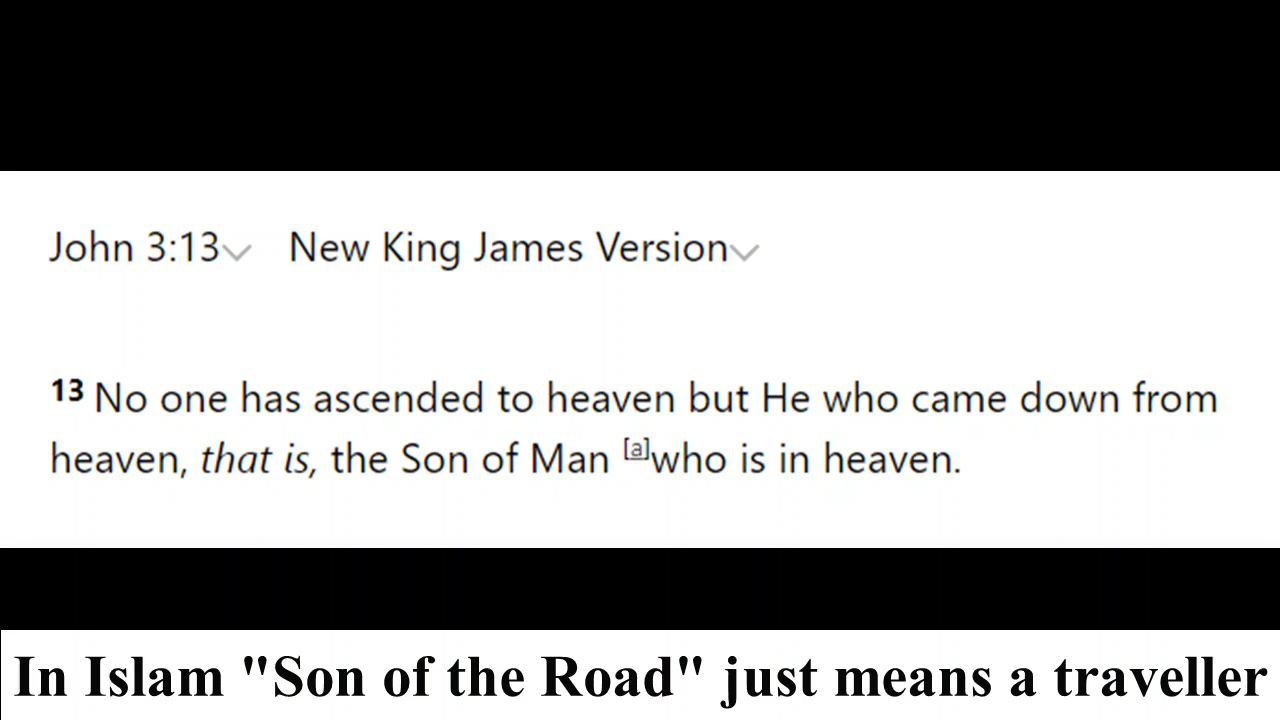 John 3:13 New King James Version
13 No one has ascended to heaven but He who came down from
heaven, that is, the Son of Man [a]who is in heaven.
In Islam "Son of the Road" just means a traveller